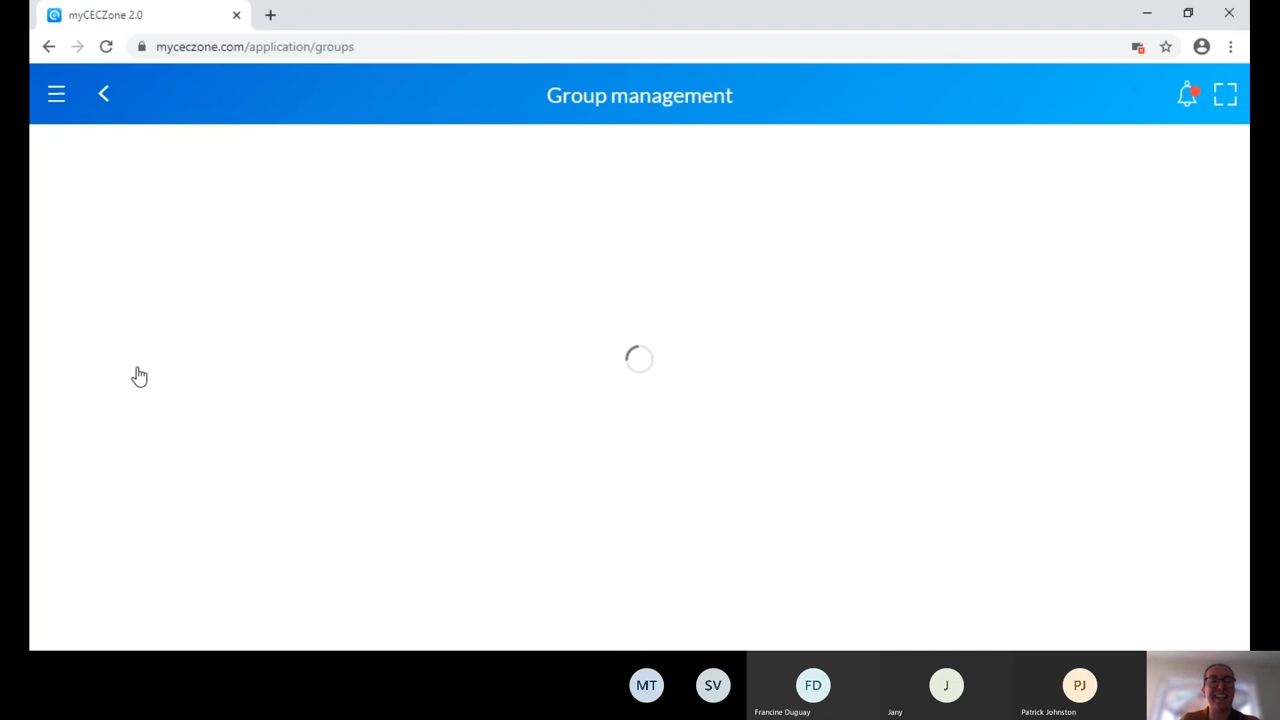 myCECZone 2.0
myceczone.com/application/groups
Group management
MT
SV
FD
J
PJ
Francine Duguay
Jany
Patrick Johnston